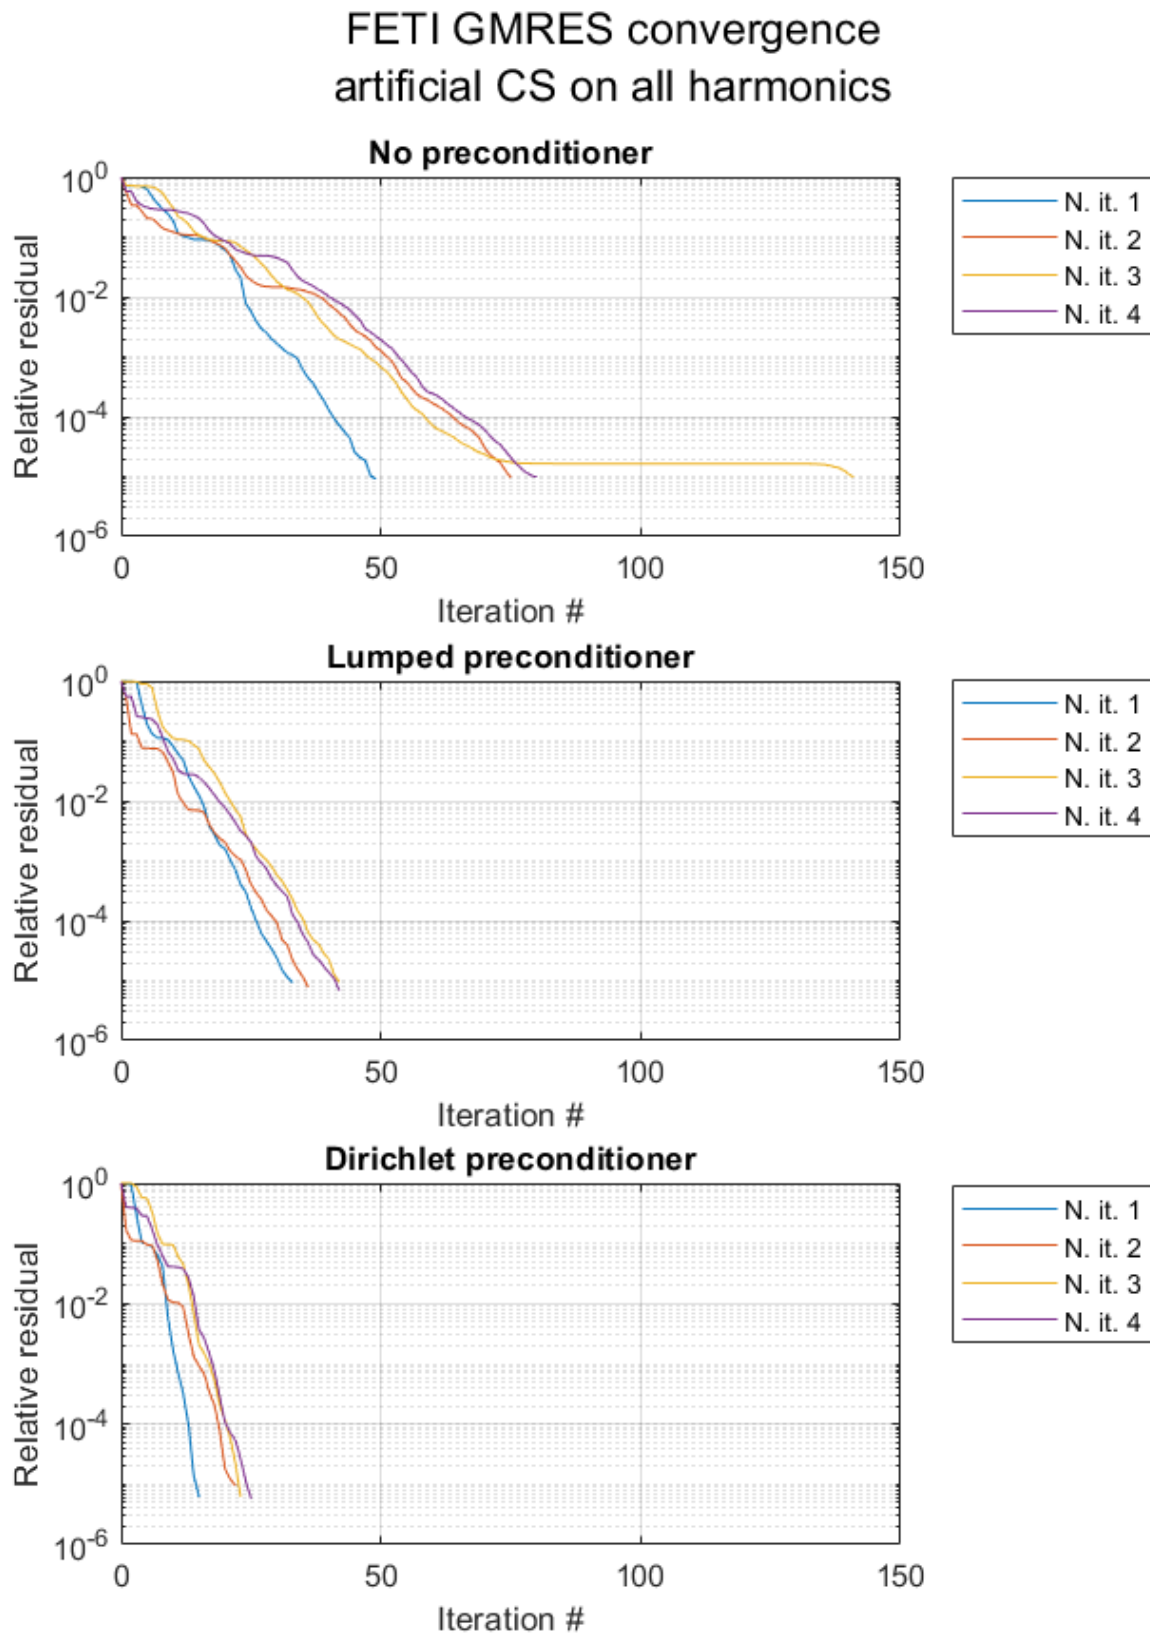 FETI GMRES convergence
artificial CS on all harmonics
No preconditioner
10^0
10^-2
10^-4
10^-6
Relative residual
0 50 100 150
Iteration #
N. it. 1
N. it. 2
N. it. 3
N. it. 4
Lumped preconditioner
10^0
10^-2
10^-4
10^-6
Relative residual
0 50 100 150
Iteration #
N. it. 1
N. it. 2
N. it. 3
N. it. 4
Dirichlet preconditioner
10^0
10^-2
10^-4
10^-6
Relative residual
0 50 100 150
Iteration #
N. it. 1
N. it. 2
N. it. 3
N. it. 4